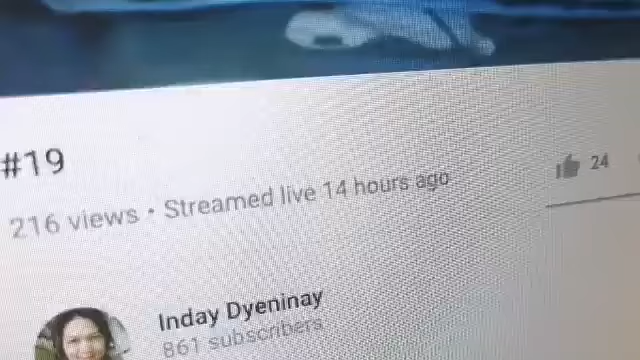 #19
216 views • Streamed live 14 hours ago
24
Inday Dyeninay
861 subscribers